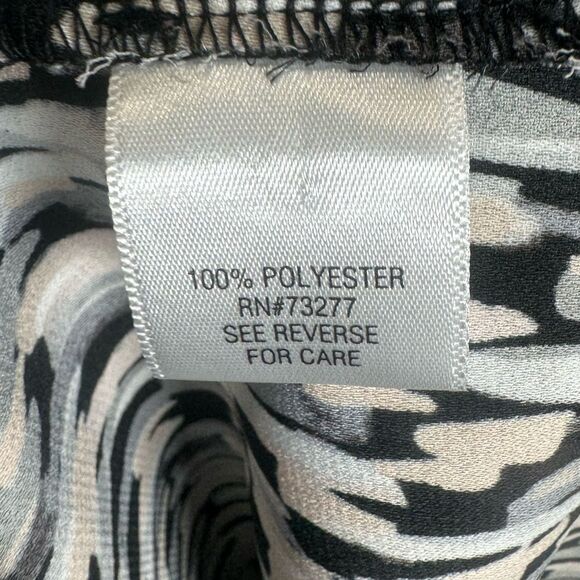 100% POLYESTER
RN#73277
SEE REVERSE
FOR CARE